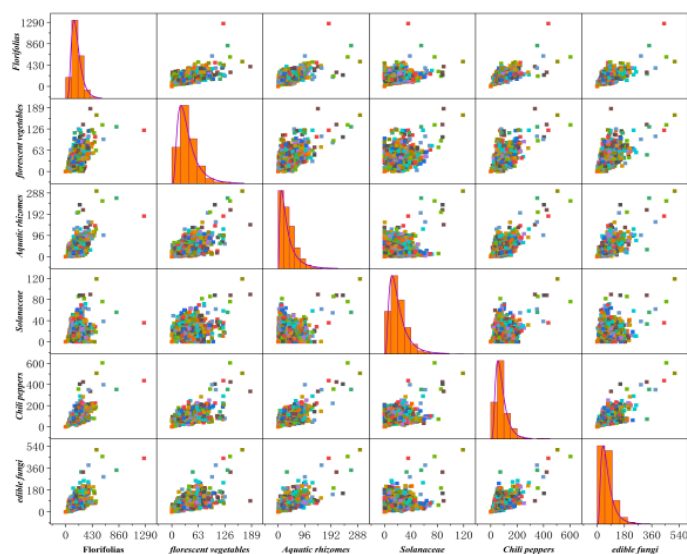 Florifolias
1290
860
430
0
florescent vegetables
189
126
63
0
Aquatic rhizomes
288
192
96
0
Solanaceae
120
80
40
0
Chili peppers
600
400
200
0
edible fungi
540
360
180
0
0 430 860 1290
0 63 126 189
0 96 192 288
0 40 80 120
0 200 400 600
0 180 360 540
Florifolias
florescent vegetables
Aquatic rhizomes
Solanaceae
Chili peppers
edible fungi